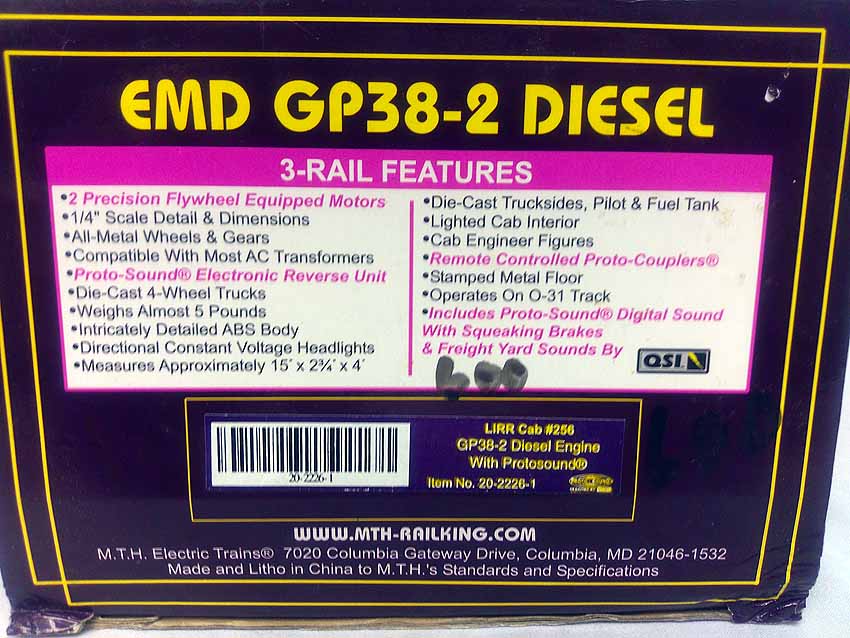 EMD GP38-2 DIESEL
3-RAIL FEATURES
•2 Precision Flywheel Equipped Motors
•1/4" Scale Detail & Dimensions
•All-Metal Wheels & Gears
•Compatible With Most AC Transformers
•Proto-Sound® Electronic Reverse Unit
•Die-Cast 4-Wheel Trucks
•Weighs Almost 5 Pounds
•Intricately Detailed ABS Body
•Directional Constant Voltage Headlights
•Measures Approximately 15″ x 2¾″ x 4″
•Die-Cast Trucksides, Pilot & Fuel Tank
•Lighted Cab Interior
•Cab Engineer Figures
•Remote Controlled Proto-Couplers®
•Stamped Metal Floor
•Operates On O-31 Track
•Includes Proto-Sound® Digital Sound
With Squeaking Brakes
& Freight Yard Sounds By
QSI
20-2226-1
LIRR Cab #256
GP38-2 Diesel Engine
With Protosound®
Item No. 20-2226-1
WWW.MTH-RAILKING.COM
M.T.H. Electric Trains® 7020 Columbia Gateway Drive, Columbia, MD 21046-1532
Made and Litho in China to M.T.H.'s Standards and Specifications